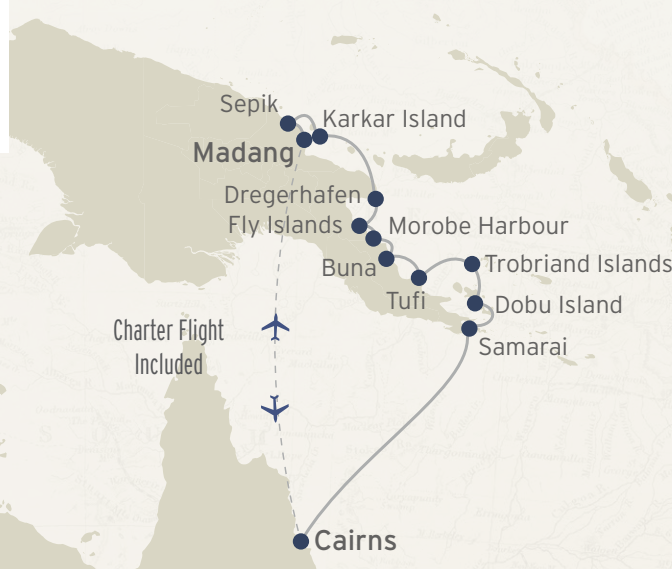 Sepik
Karkar Island
Madang
Dregerhafen
Fly Islands
Morobe Harbour
Buna
Trobriand Islands
Tufi
Dobu Island
Charter Flight
Included
Samarai
Cairns